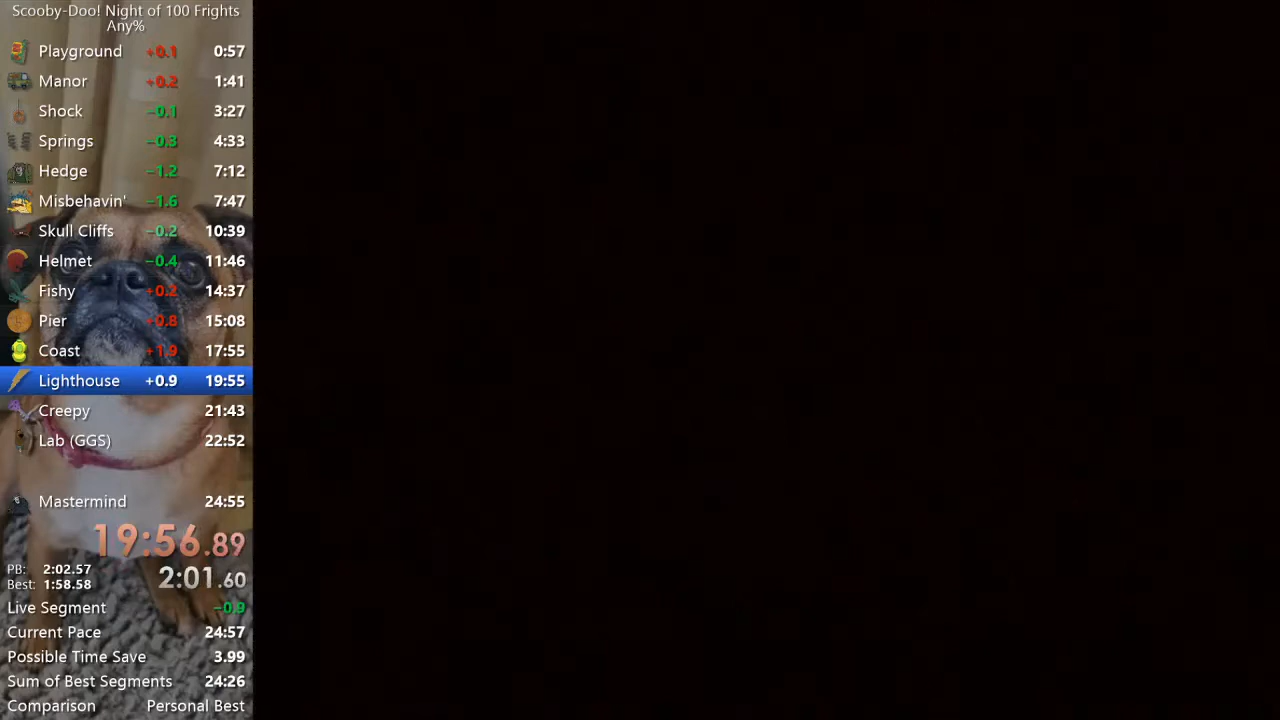 Scooby-Doo! Night of 100 Frights
Any%
Playground +0.1 0:57
Manor +0.2 1:41
Shock −0.1 3:27
Springs −0.3 4:33
Hedge −1.2 7:12
Misbehavin' −1.6 7:47
Skull Cliffs −0.2 10:39
Helmet −0.4 11:46
Fishy +0.2 14:37
Pier +0.8 15:08
Coast +1.9 17:55
Lighthouse +0.9 19:55
Creepy 21:43
Lab (GGS) 22:52
Mastermind 24:55
19:56.89
PB: 2:02.57
Best: 1:58.58
2:01.60
Live Segment −0.9
Current Pace 24:57
Possible Time Save 3.99
Sum of Best Segments 24:26
Comparison Personal Best